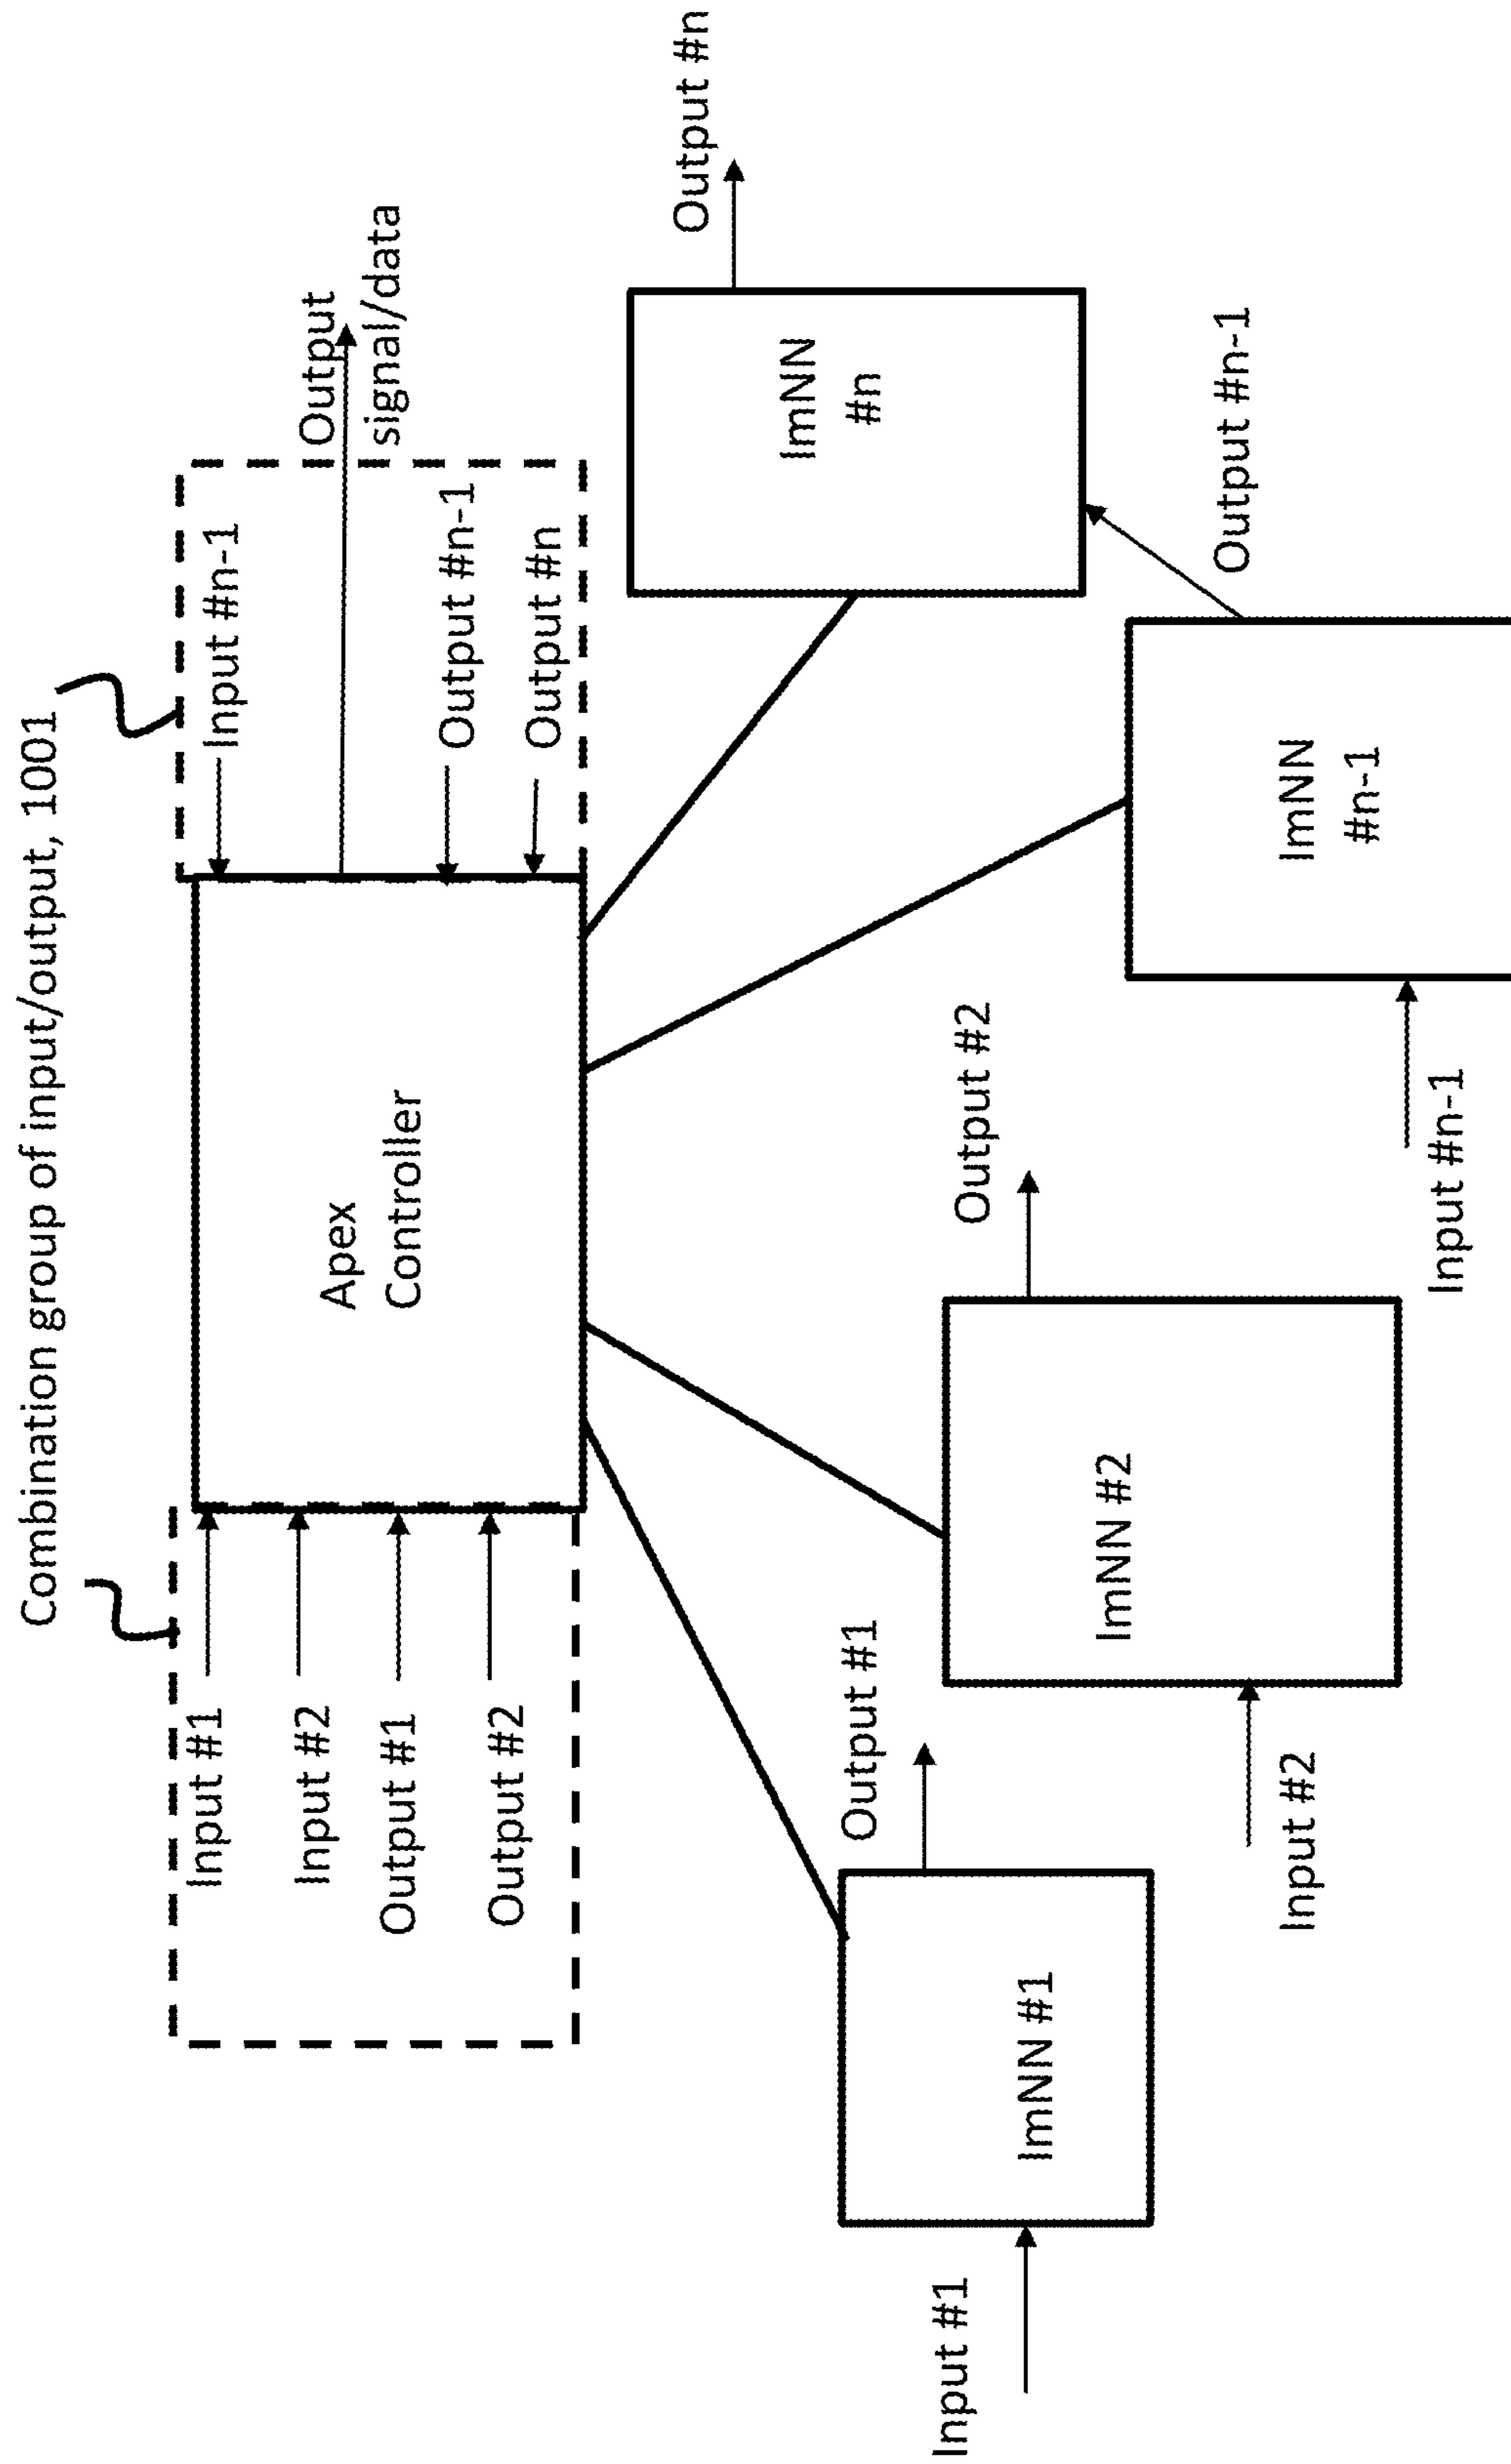 Combination group of input/output, 1001
Input #1
Input #2
Output #1
Output #2
Apex
Controller
Input #n-1
Output
signal/data
Output #n-1
Output #n
Input #1
ImNN #1
Output #1
Input #2
ImNN #2
Output #2
Input #n-1
ImNN
#n-1
Output #n-1
ImNN
#n
Output #n